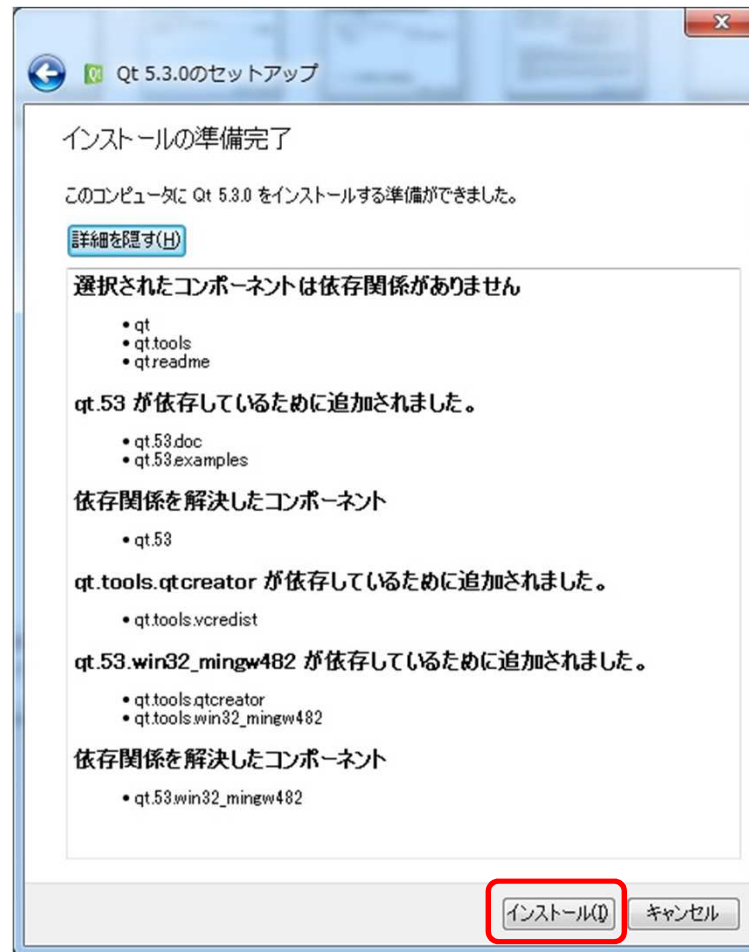 Qt 5.3.0のセットアップ
インストールの準備完了
このコンピュータに Qt 5.3.0 をインストールする準備ができました。
詳細を隠す(H)
選択されたコンポーネントは依存関係がありません
• qt
• qt.tools
• qt.readme
qt.53 が依存しているために追加されました。
• qt.53.doc
• qt.53.examples
依存関係を解決したコンポーネント
• qt.53
qt.tools.qtcreator が依存しているために追加されました。
• qt.tools.vcredist
qt.53.win32_mingw482 が依存しているために追加されました。
• qt.tools.qtcreator
• qt.tools.win32_mingw482
依存関係を解決したコンポーネント
• qt.53.win32_mingw482
インストール(I) キャンセル